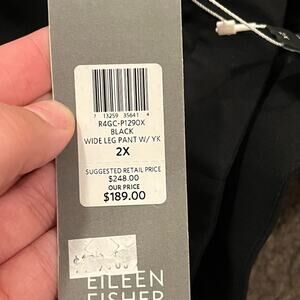 7 13259 35641 4
R4GC-P1290X
BLACK
WIDE LEG PANT W/ YK
2X
SUGGESTED RETAIL PRICE
$248.00
OUR PRICE
$189.00
EILEEN
FISHER